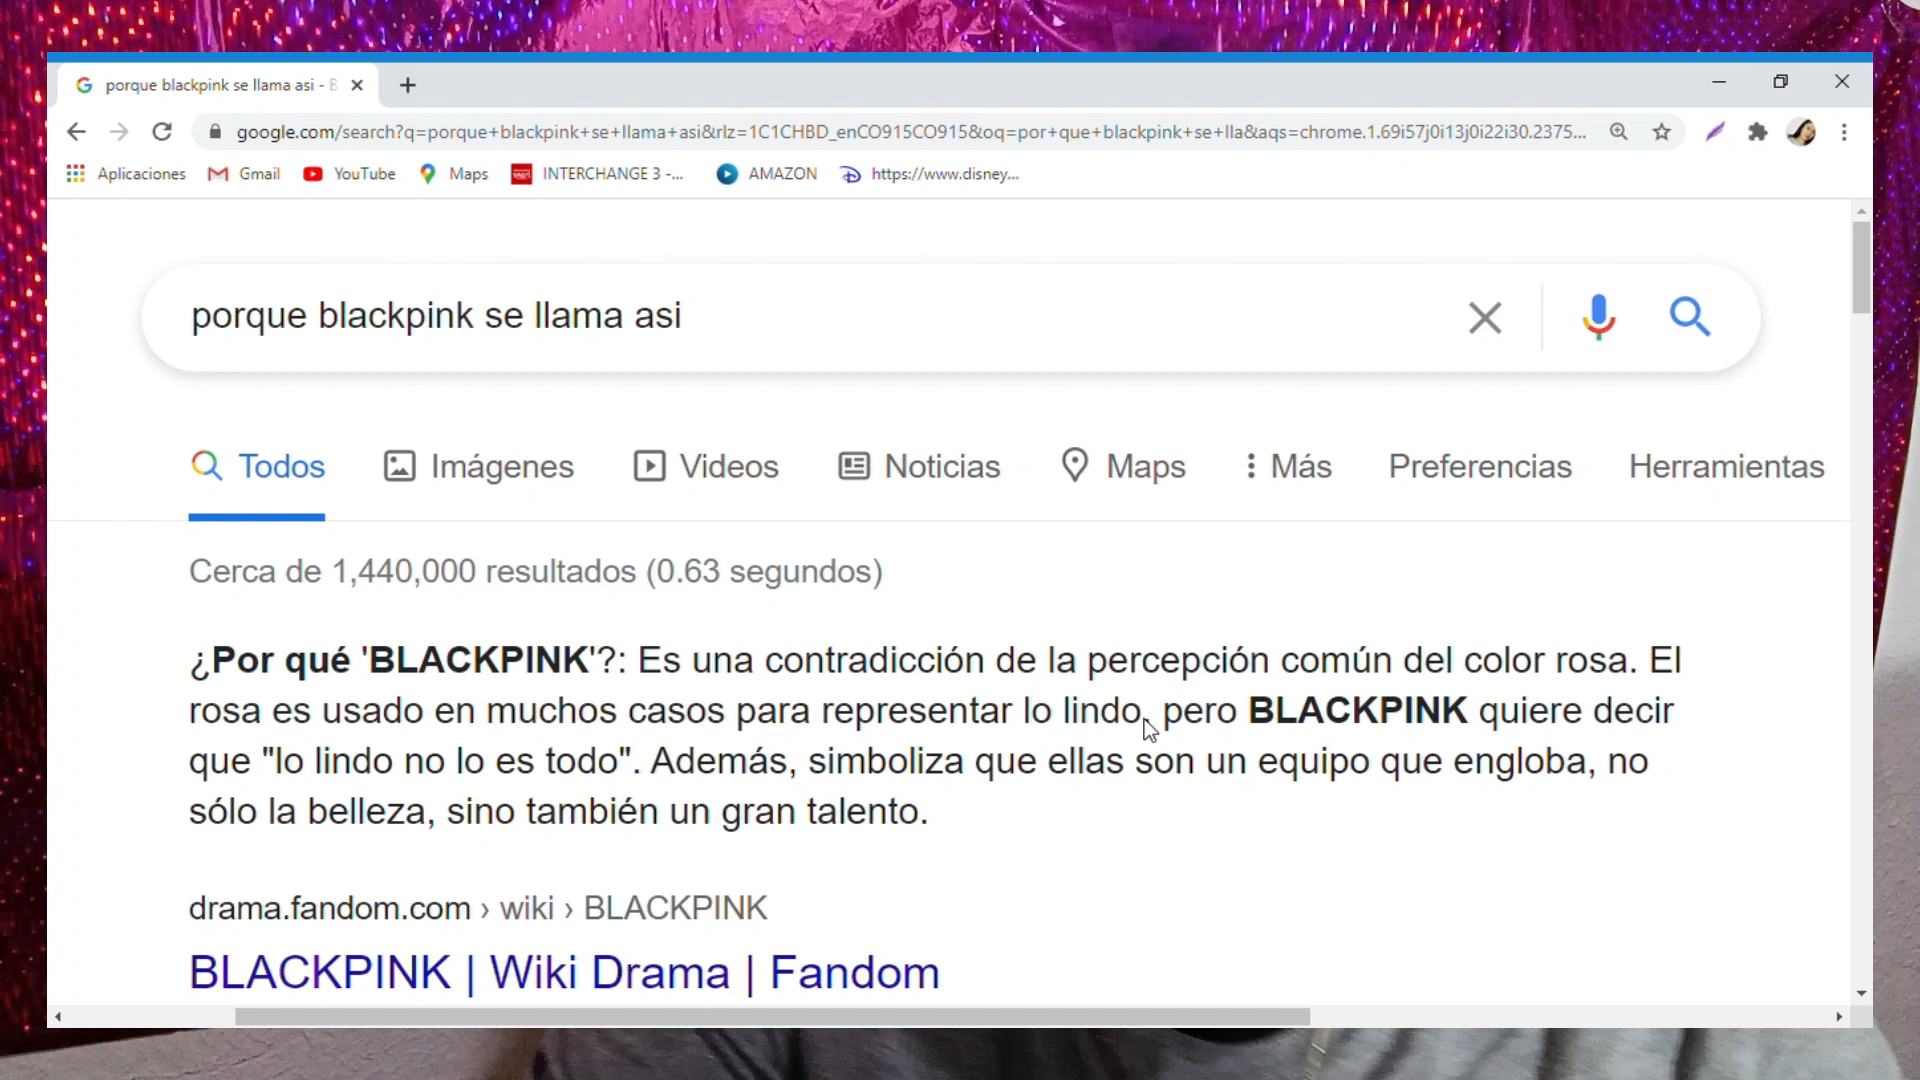 porque blackpink se llama asi - B
google.com/search?q=porque+blackpink+se+llama+asi&rlz=1C1CHBD_enCO915CO915&oq=por+que+blackpink+se+lla&aqs=chrome.1.69i57j0i13j0i22i30.2375...
Aplicaciones Gmail YouTube Maps INTERCHANGE 3 -... AMAZON https://www.disney...
porque blackpink se llama asi
Todos Imágenes Videos Noticias Maps Más Preferencias Herramientas
Cerca de 1,440,000 resultados (0.63 segundos)
¿Por qué 'BLACKPINK'?: Es una contradicción de la percepción común del color rosa. El
rosa es usado en muchos casos para representar lo lindo, pero BLACKPINK quiere decir
que "lo lindo no lo es todo". Además, simboliza que ellas son un equipo que engloba, no
sólo la belleza, sino también un gran talento.
drama.fandom.com › wiki › BLACKPINK
BLACKPINK | Wiki Drama | Fandom